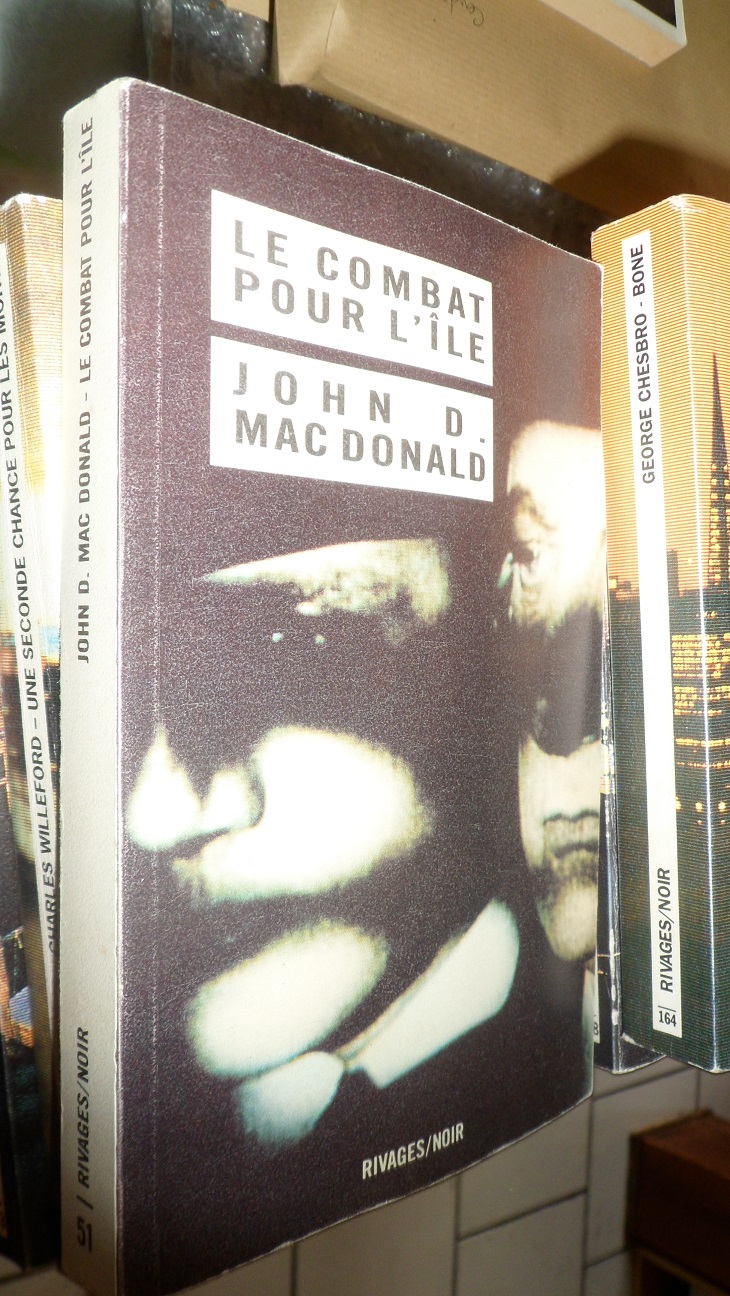 LE COMBAT
POUR L'ÎLE
JOHN D.
MAC DONALD
RIVAGES/NOIR
JOHN D. MAC DONALD - LE COMBAT POUR L'ÎLE
51 | RIVAGES/NOIR
CHARLES WILLEFORD - UNE SECONDE CHANCE POUR LES
GEORGE CHESBRO - BONE
164 | RIVAGES/NOIR